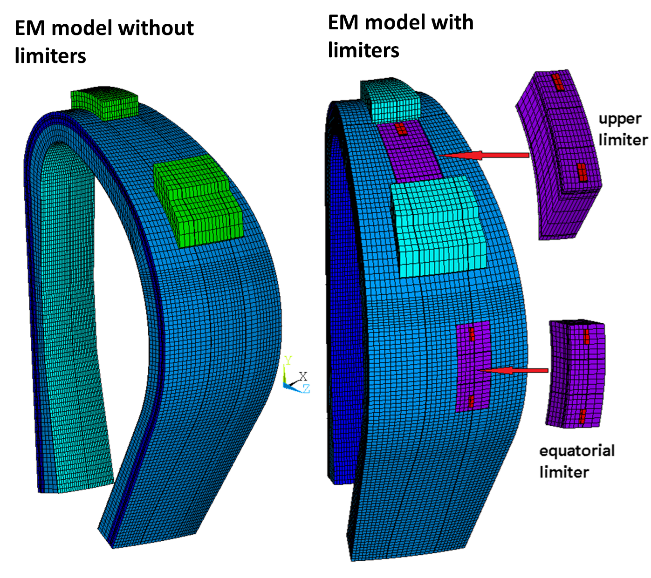 EM model without
limiters
EM model with
limiters
upper
limiter
Y
X
Z
equatorial
limiter